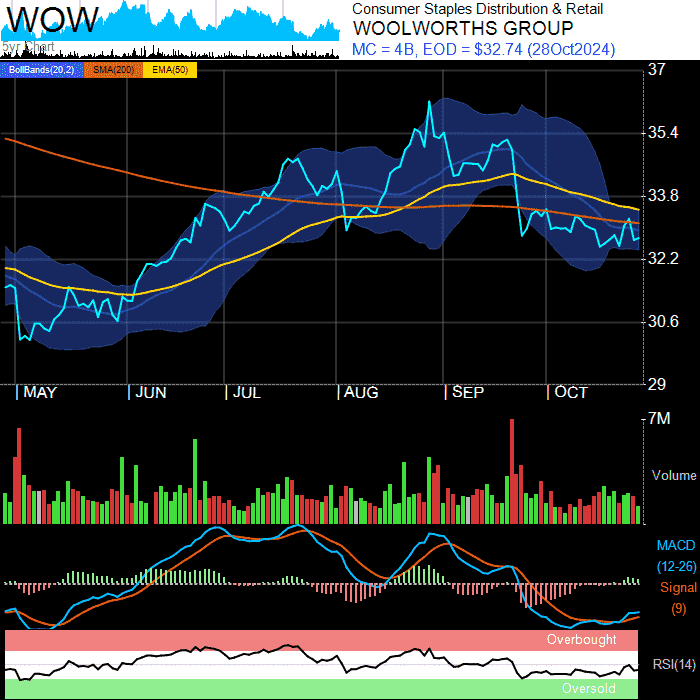 WOW
5yr Chart
Consumer Staples Distribution & Retail
WOOLWORTHS GROUP
MC = 4B, EOD = $32.74 (28Oct2024)
BollBands(20,2) SMA(200) EMA(50)
37
35.4
33.8
32.2
30.6
29
MAY JUN JUL AUG SEP OCT
7M
Volume
MACD
(12-26)
Signal
(9)
Overbought
RSI(14)
Oversold